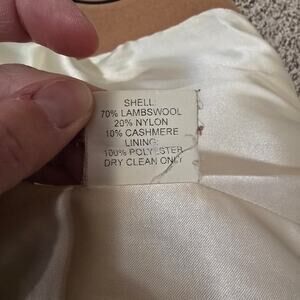 SHELL:
70% LAMBSWOOL
20% NYLON
10% CASHMERE
LINING:
100% POLYESTER
DRY CLEAN ONLY